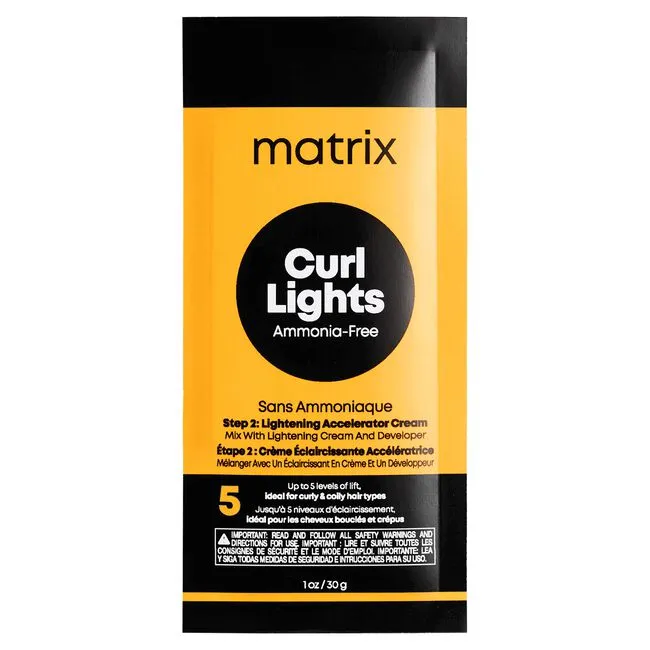 matrix
Curl
Lights
Ammonia-Free
Sans Ammoniaque
Step 2: Lightening Accelerator Cream
Mix With Lightening Cream And Developer
Étape 2 : Crème Éclaircissante Accélératrice
Mélanger Avec Un Éclaircissant En Crème Et Un Développeur
5
Up to 5 levels of lift,
ideal for curly & coily hair types
Jusqu'à 5 niveaux d'éclaircissement,
idéal pour les cheveux bouclés et crépus
IMPORTANT: READ AND FOLLOW ALL SAFETY WARNINGS AND
DIRECTIONS FOR USE. IMPORTANT : LIRE ET SUIVRE TOUTES LES
CONSIGNES DE SÉCURITÉ ET LE MODE D'EMPLOI. IMPORTANTE: LEA
Y SIGA TODAS MEDIDAS DE SEGURIDAD E INSTRUCCIONES PARA SU USO.
1 oz / 30 g